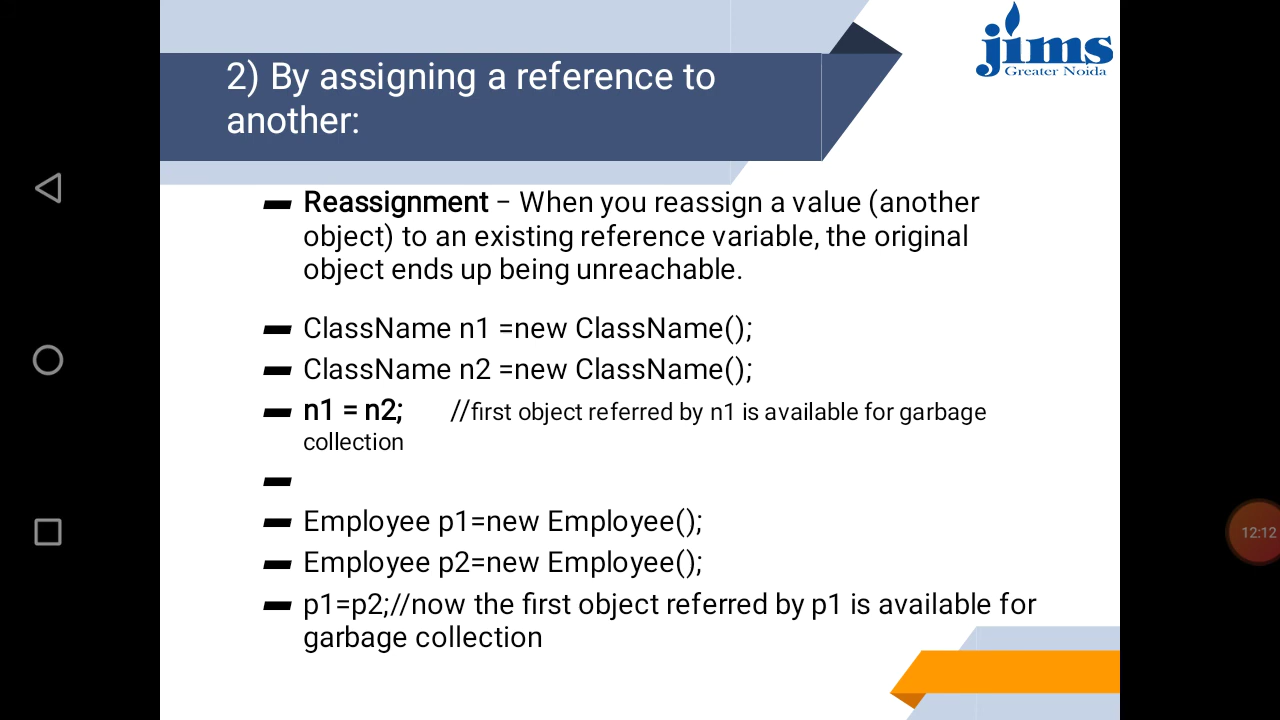 jims
Greater Noida
2) By assigning a reference to
another:
Reassignment − When you reassign a value (another
object) to an existing reference variable, the original
object ends up being unreachable.
ClassName n1 =new ClassName();
ClassName n2 =new ClassName();
n1 = n2; //first object referred by n1 is available for garbage
collection
Employee p1=new Employee();
Employee p2=new Employee();
p1=p2;//now the first object referred by p1 is available for
garbage collection
12:12